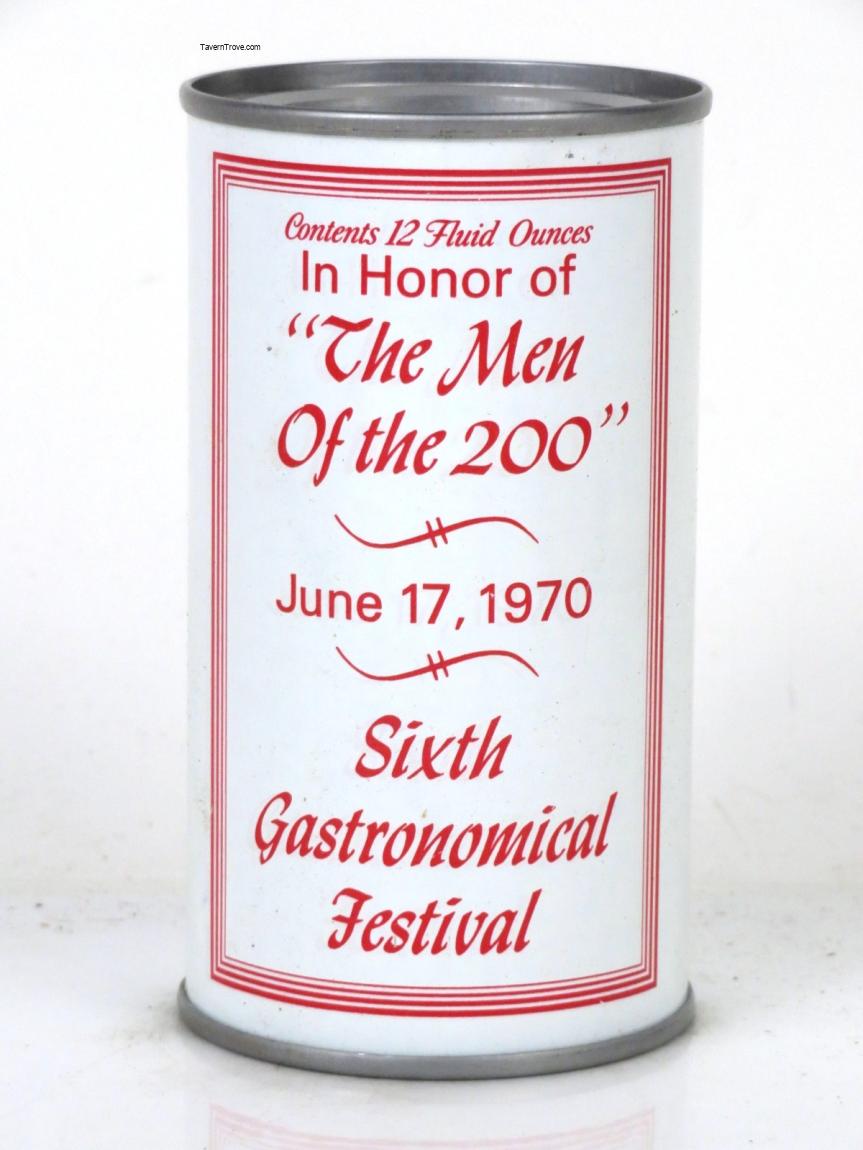 TavernTrove.com
Contents 12 Fluid Ounces
In Honor of
“The Men
Of the 200”
June 17, 1970
Sixth
Gastronomical
Festival